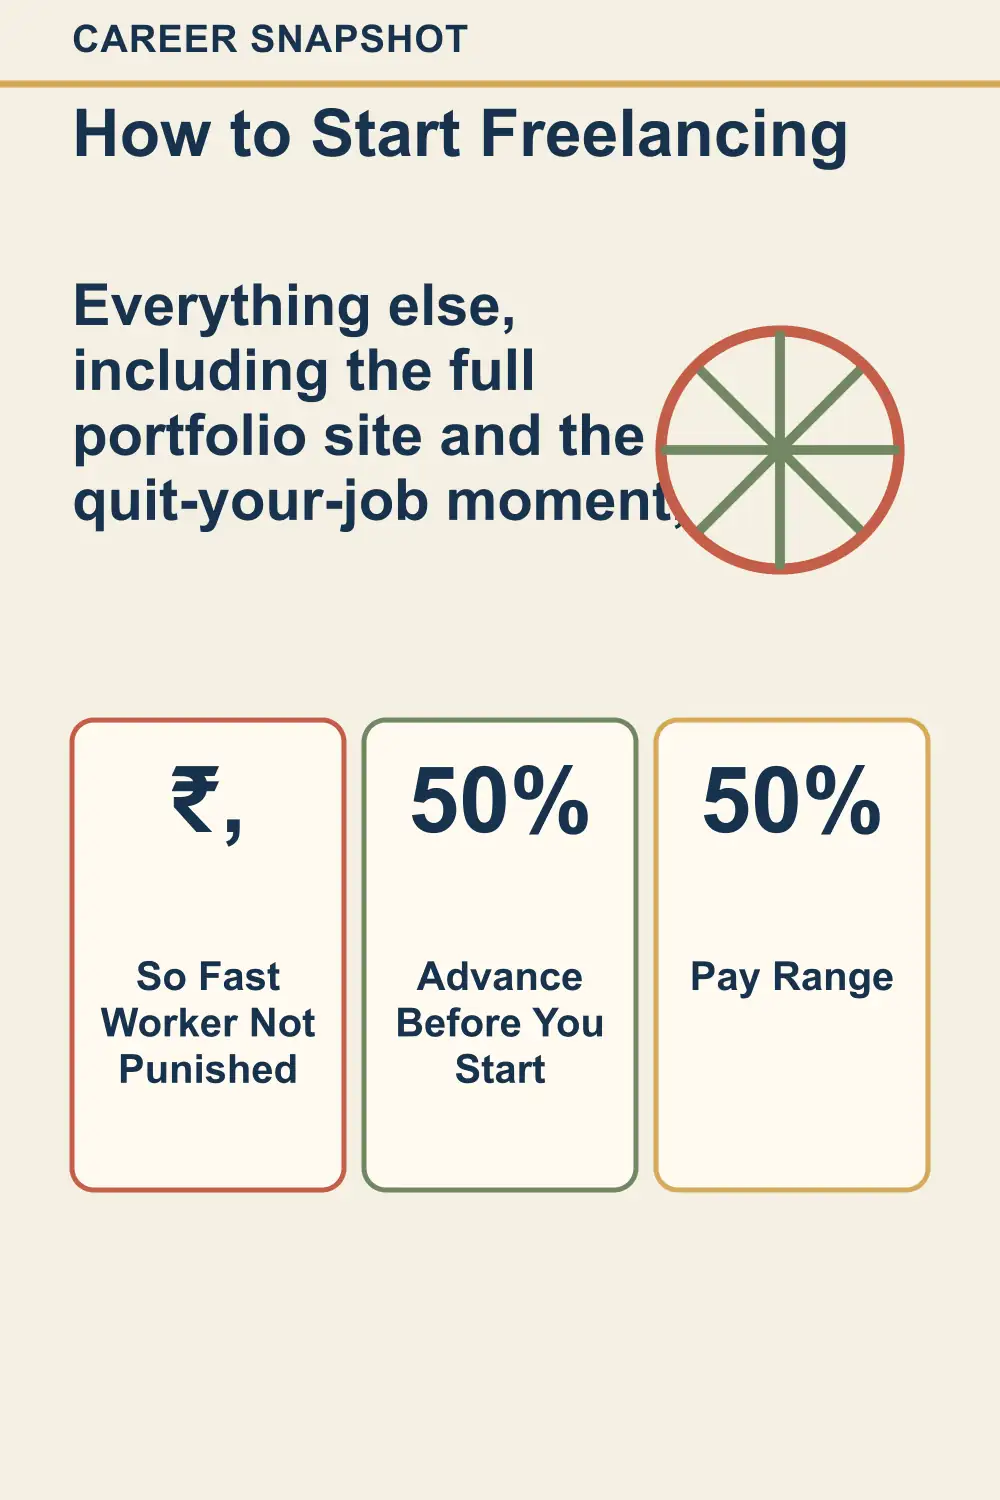 CAREER SNAPSHOT
How to Start Freelancing
Everything else,
including the full
portfolio site and the
quit-your-job moment,
₹,
So Fast
Worker Not
Punished
50%
Advance
Before You
Start
50%
Pay Range